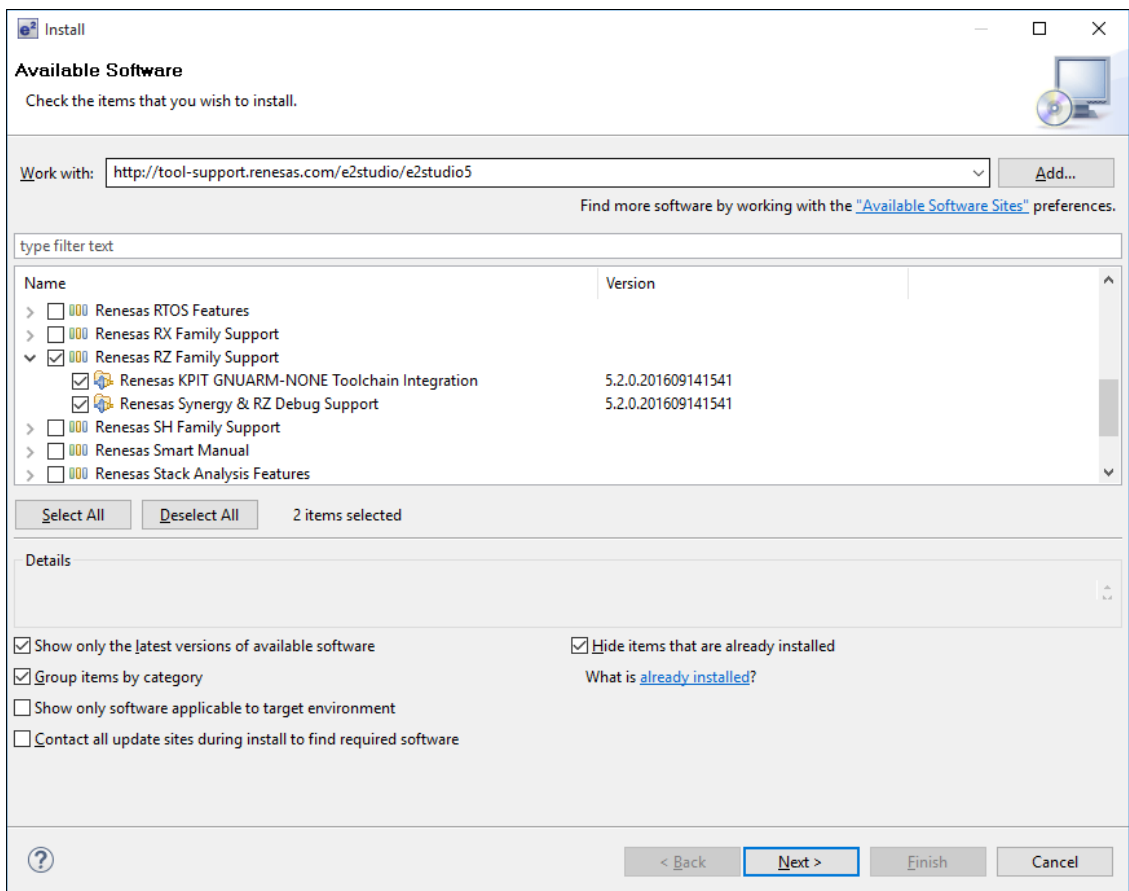 e² Install
Available Software
Check the items that you wish to install.
Work with: http://tool-support.renesas.com/e2studio/e2studio5 Add...
Find more software by working with the "Available Software Sites" preferences.
type filter text
Name Version
Renesas RTOS Features
Renesas RX Family Support
Renesas RZ Family Support
Renesas KPIT GNUARM-NONE Toolchain Integration 5.2.0.201609141541
Renesas Synergy & RZ Debug Support 5.2.0.201609141541
Renesas SH Family Support
Renesas Smart Manual
Renesas Stack Analysis Features
Select All Deselect All 2 items selected
Details
Show only the latest versions of available software Hide items that are already installed
Group items by category What is already installed?
Show only software applicable to target environment
Contact all update sites during install to find required software
? < Back Next > Finish Cancel